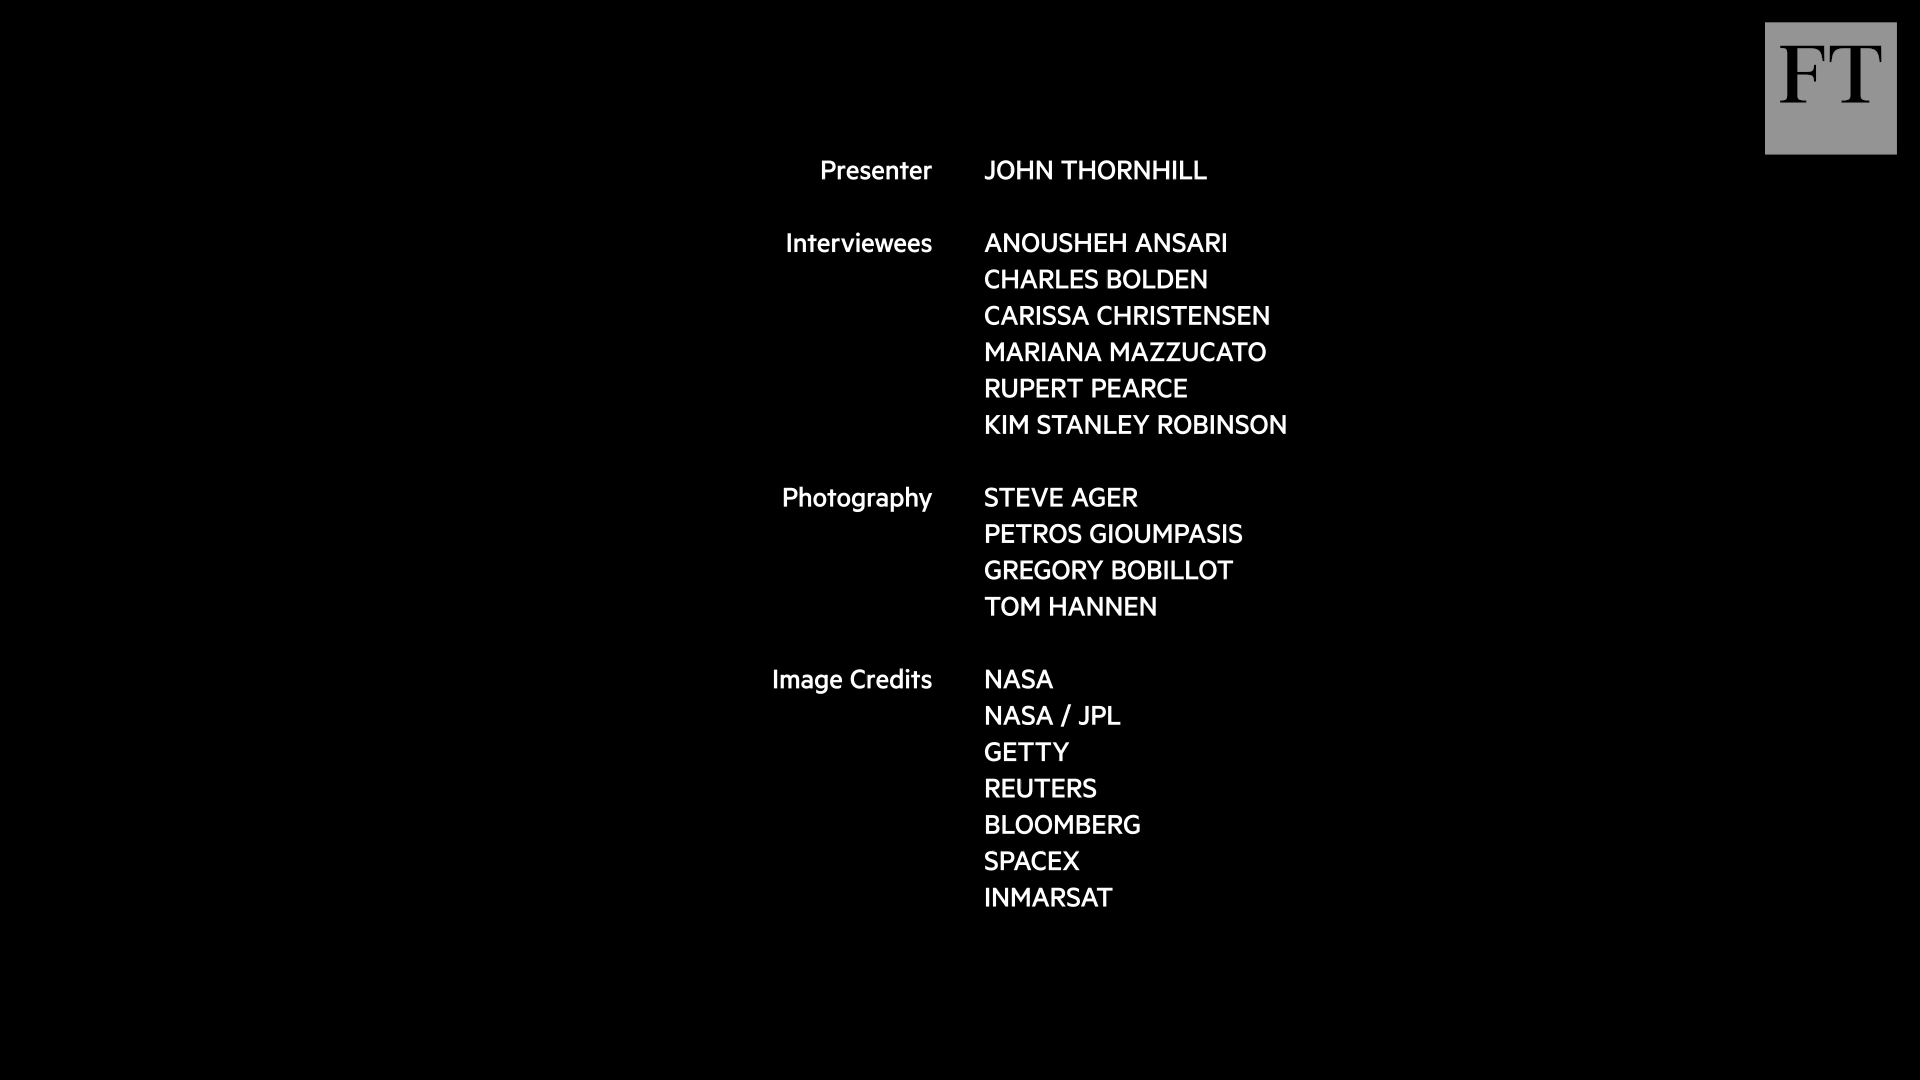 FT
Presenter JOHN THORNHILL
Interviewees ANOUSHEH ANSARI
CHARLES BOLDEN
CARISSA CHRISTENSEN
MARIANA MAZZUCATO
RUPERT PEARCE
KIM STANLEY ROBINSON
Photography STEVE AGER
PETROS GIOUMPASIS
GREGORY BOBILLOT
TOM HANNEN
Image Credits NASA
NASA / JPL
GETTY
REUTERS
BLOOMBERG
SPACEX
INMARSAT